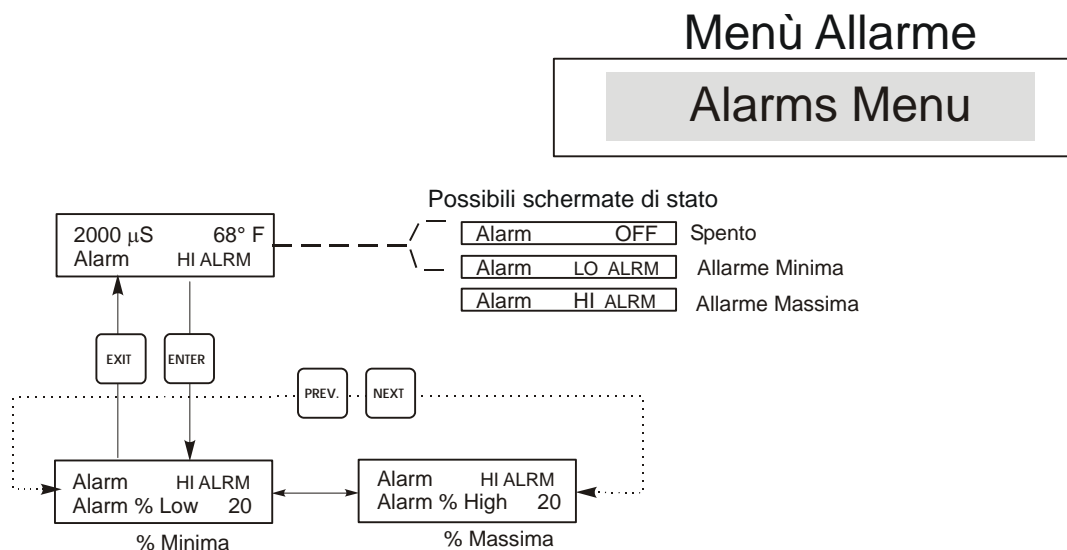 Menù Allarme
Alarms Menu
Possibili schermate di stato
2000 µS 68° F
Alarm HI ALRM
Alarm OFF Spento
Alarm LO ALRM Allarme Minima
Alarm HI ALRM Allarme Massima
EXIT ENTER
PREV. NEXT
Alarm HI ALRM
Alarm % Low 20
% Minima
Alarm HI ALRM
Alarm % High 20
% Massima